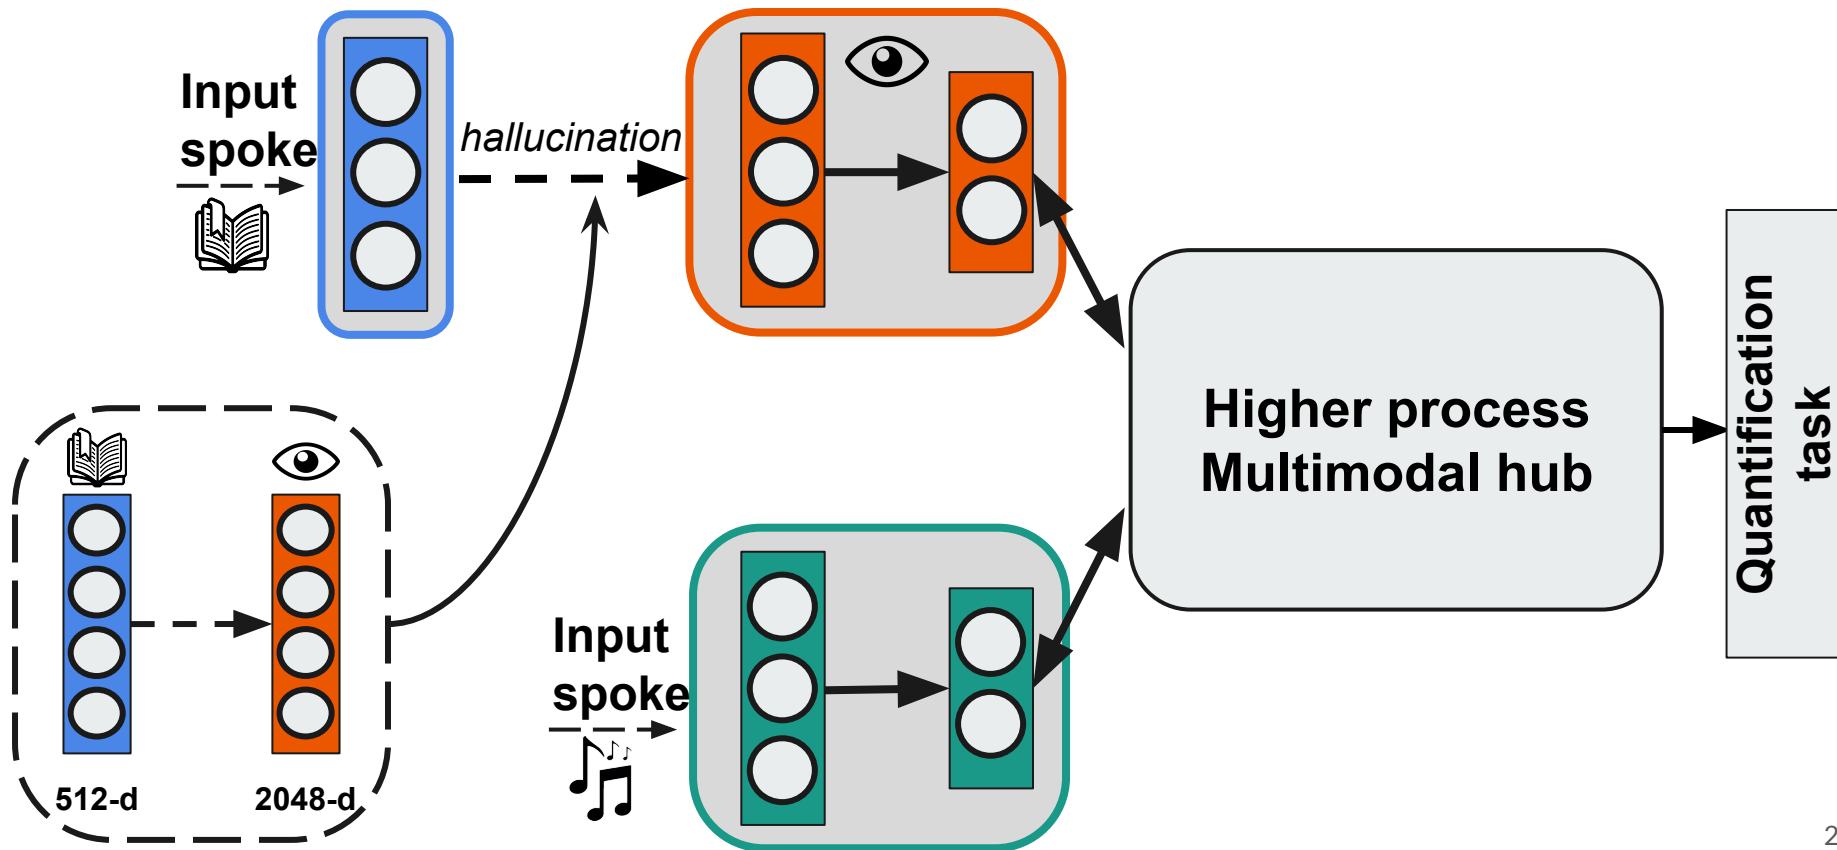 Input
spoke
hallucination
512-d
2048-d
Input
spoke
Higher process
Multimodal hub
Quantification
task
2